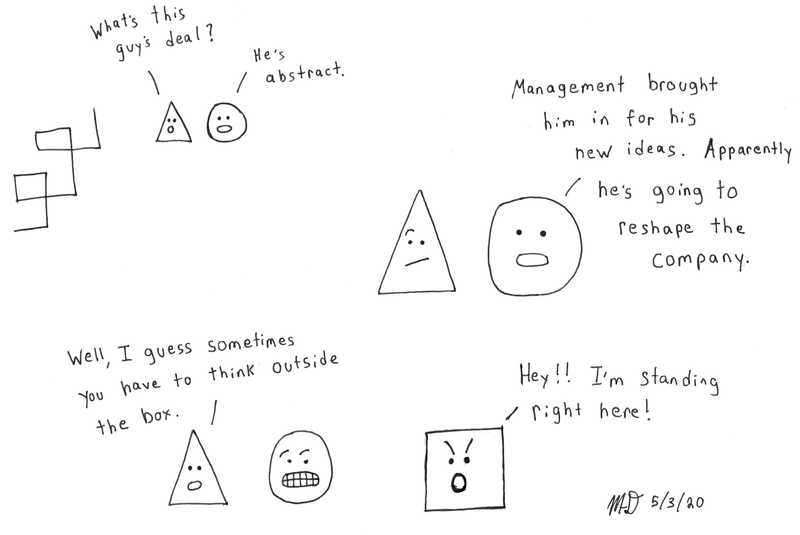 What's this
guy's deal?
He's
abstract.
Management brought
him in for his
new ideas. Apparently
he's going to
reshape the
company.
Well, I guess sometimes
you have to think outside
the box.
Hey!! I'm standing
right here!
MD 5/3/20